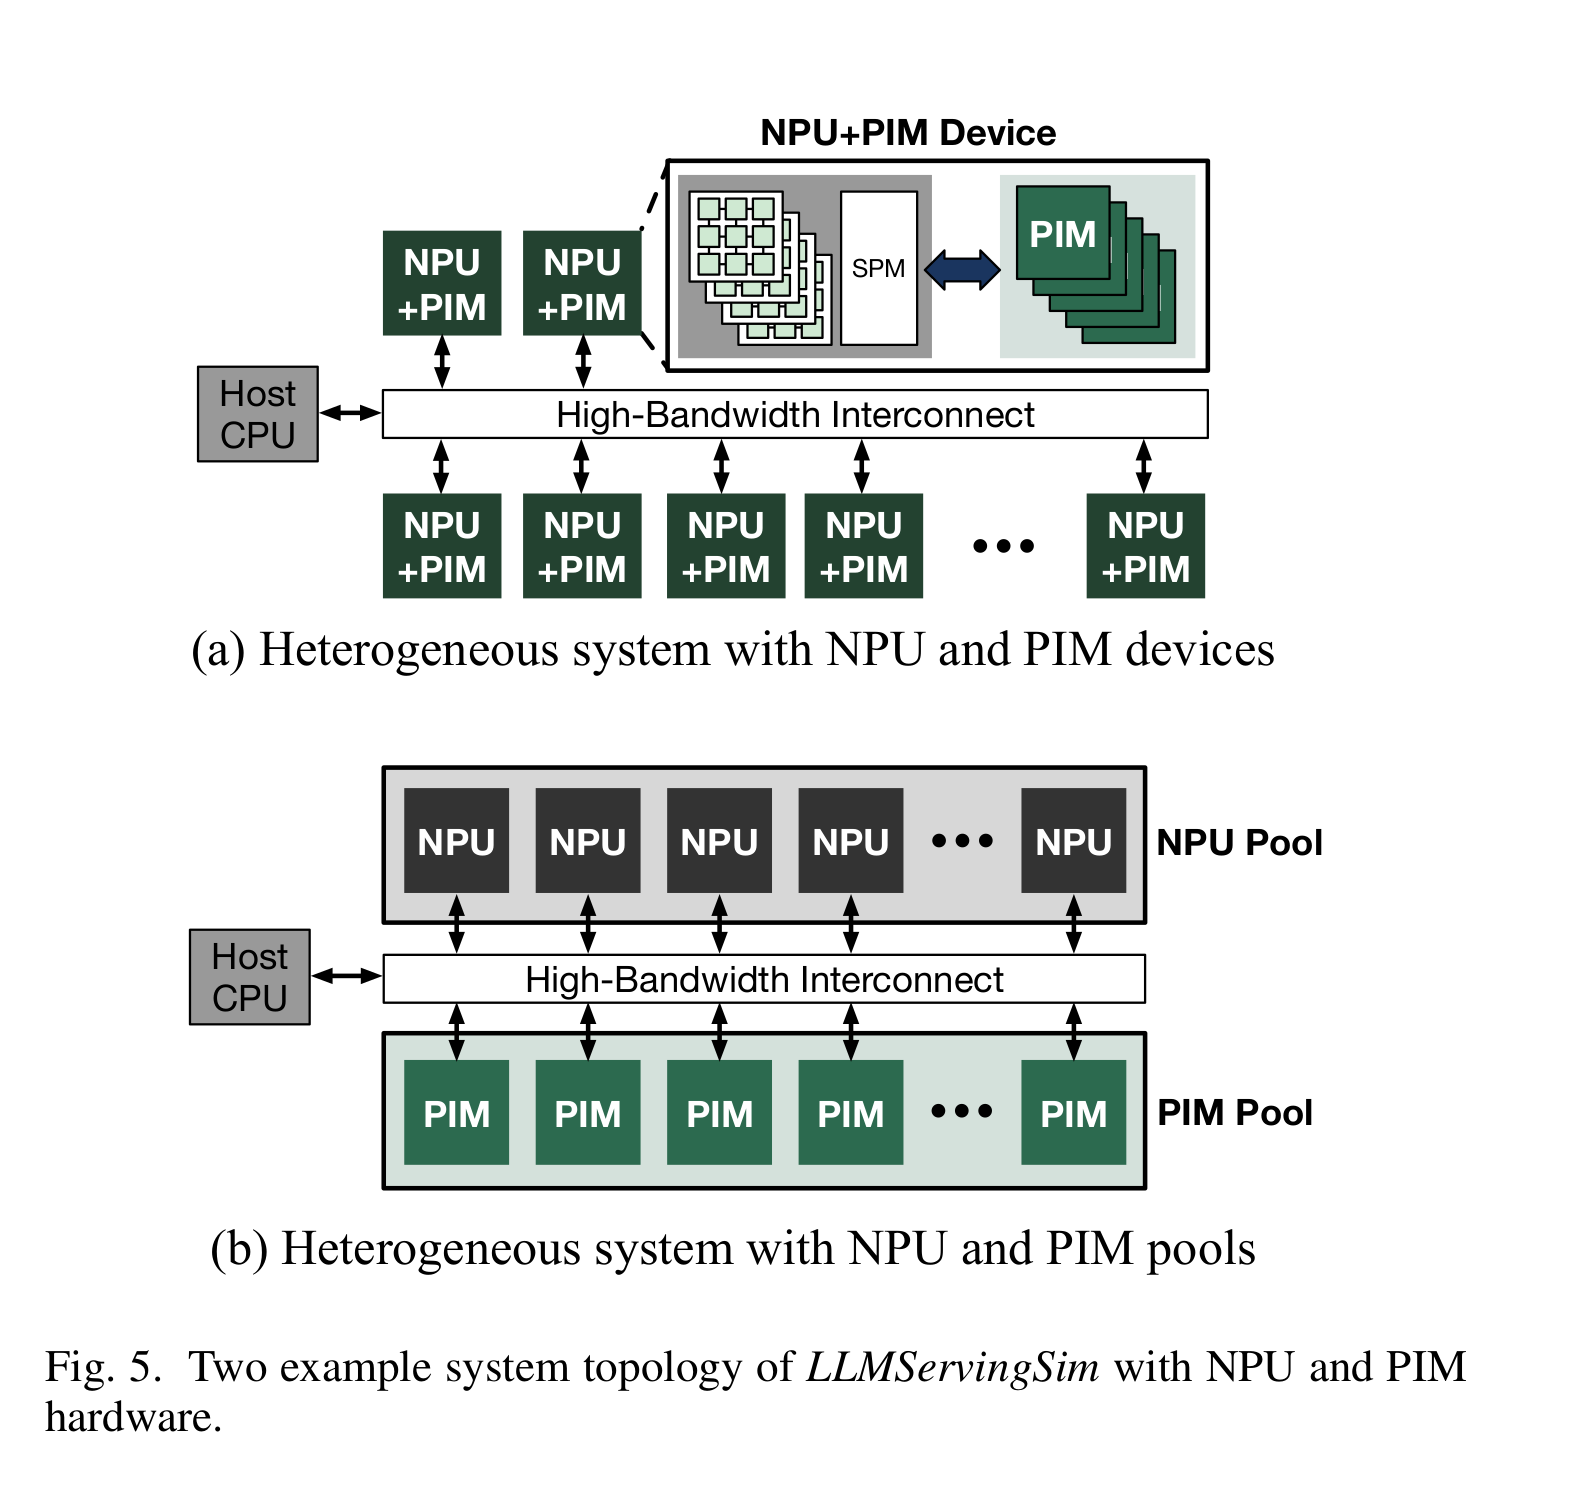 NPU+PIM Device
NPU
+PIM
NPU
+PIM
SPM
PIM
Host
CPU
High-Bandwidth Interconnect
NPU
+PIM
NPU
+PIM
NPU
+PIM
NPU
+PIM
•••
NPU
+PIM
(a) Heterogeneous system with NPU and PIM devices
NPU
NPU
NPU
NPU
•••
NPU
NPU Pool
Host
CPU
High-Bandwidth Interconnect
PIM
PIM
PIM
PIM
•••
PIM
PIM Pool
(b) Heterogeneous system with NPU and PIM pools
Fig. 5. Two example system topology of LLMServingSim with NPU and PIM
hardware.